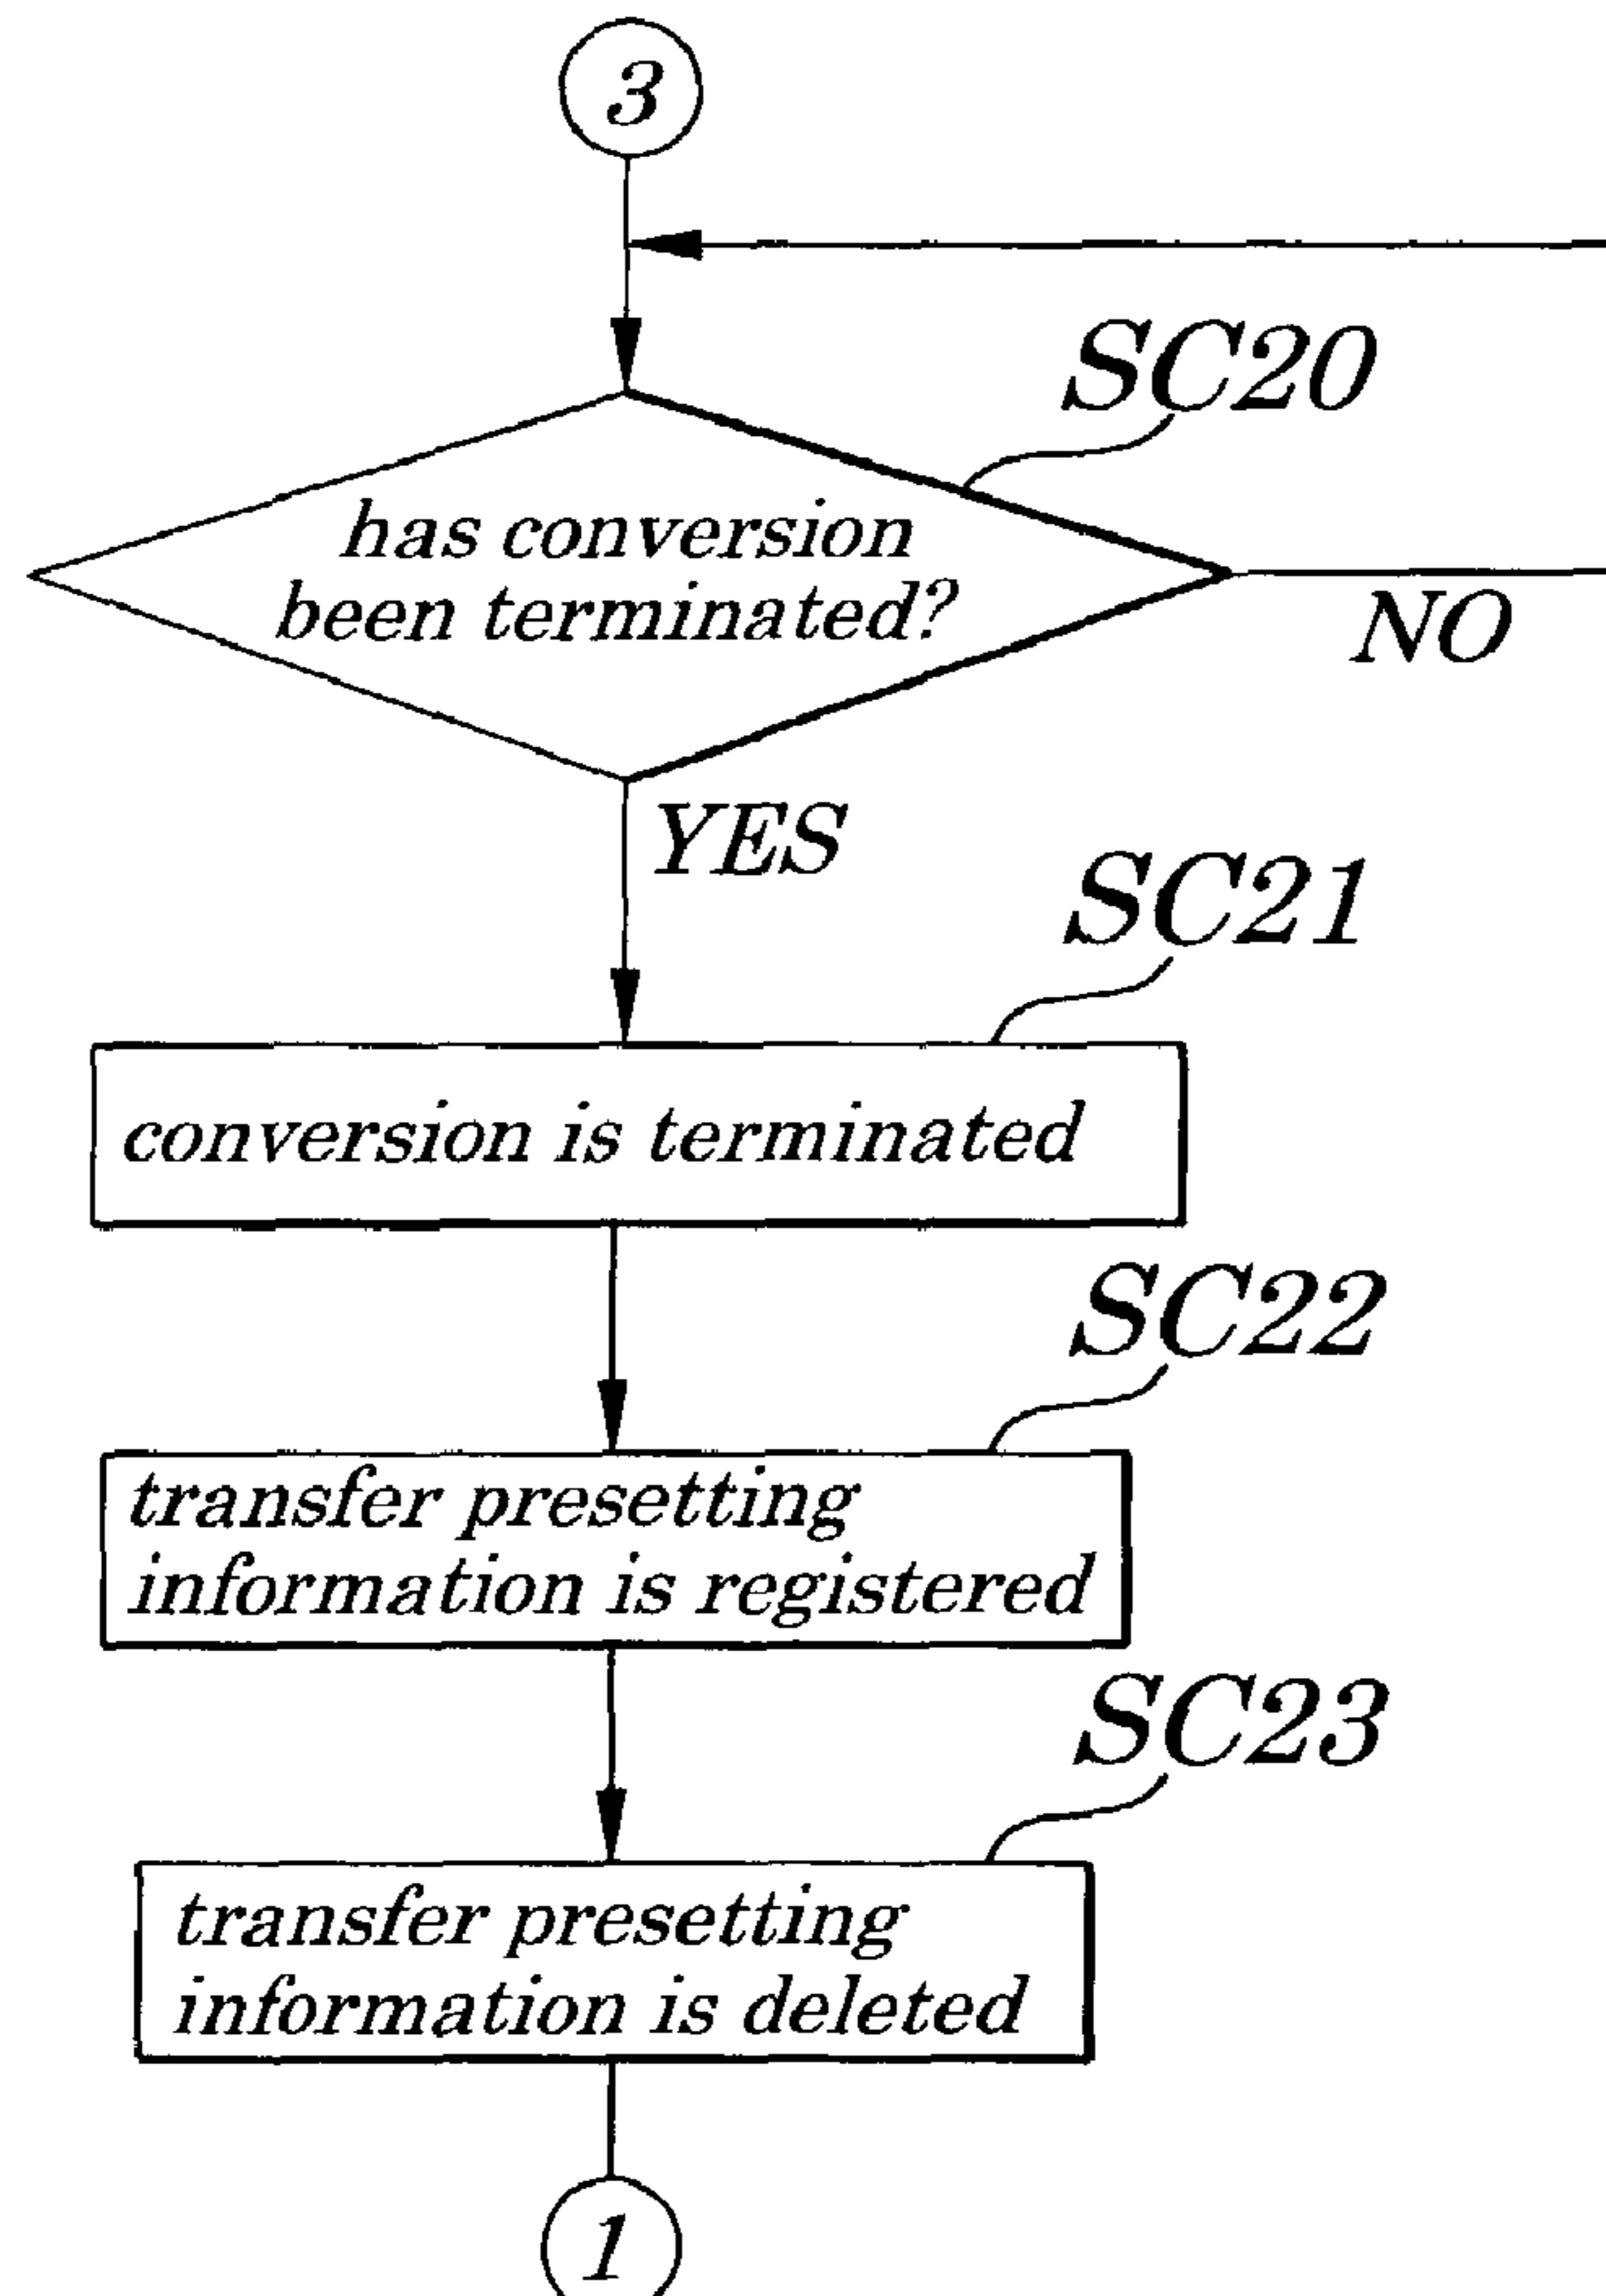 3
SC20
has conversion
been terminated?
NO
YES
SC21
conversion is terminated
SC22
transfer presetting
information is registered
SC23
transfer presetting
information is deleted
1